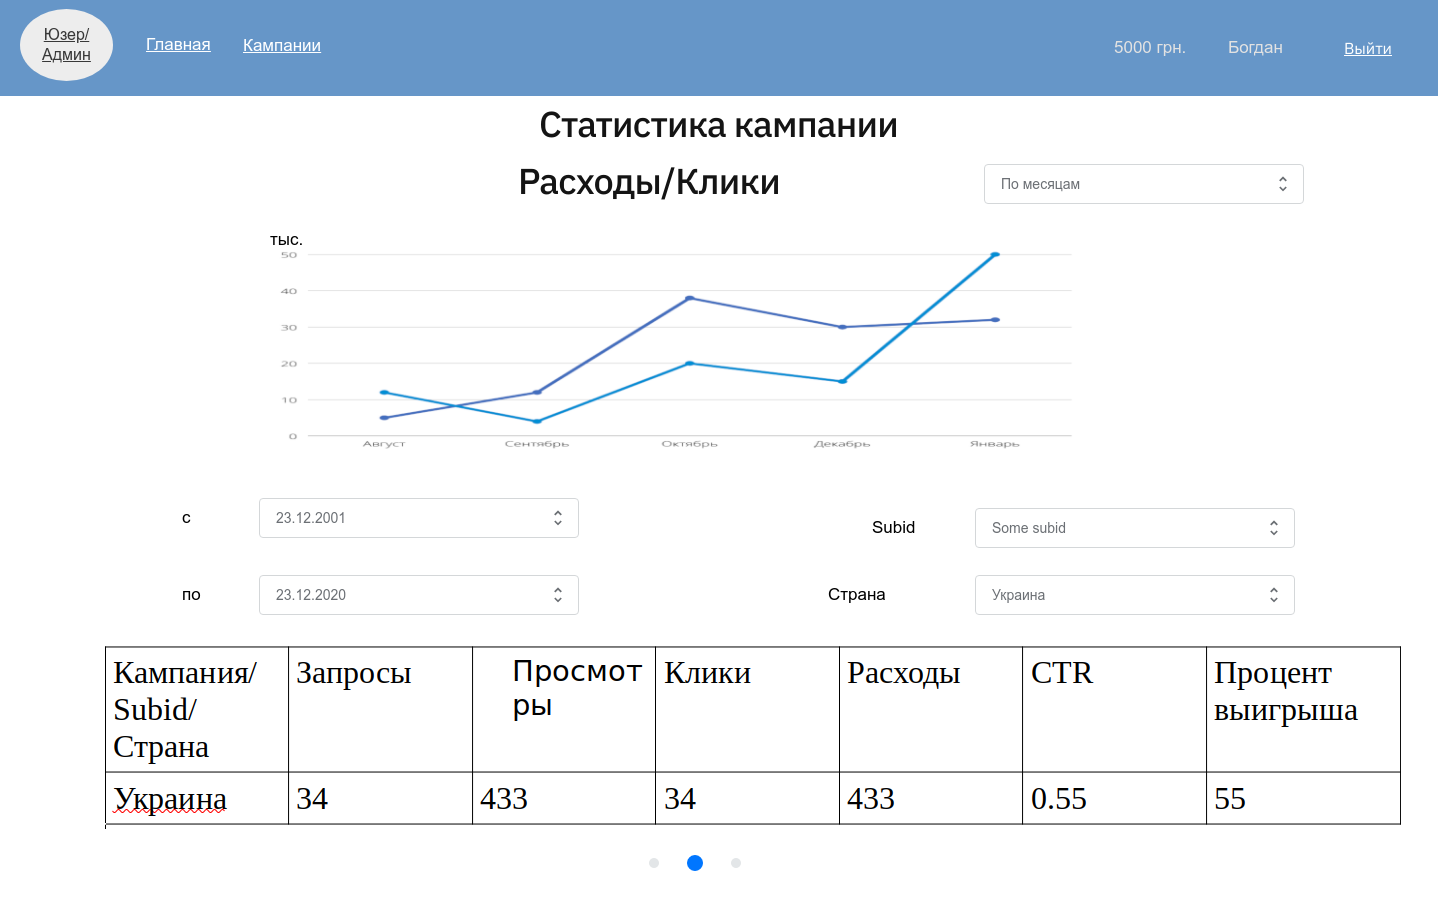 Юзер/
Админ
Главная
Кампании
5000 грн.
Богдан
Выйти
Статистика кампании
Расходы/Клики
По месяцам
тыс.
50
40
30
20
10
0
Август
Сентябрь
Октябрь
Декабрь
Январь
с
23.12.2001
Subid
Some subid
по
23.12.2020
Страна
Украина
Кампания/
Subid/
Страна
Запросы
Просмот
ры
Клики
Расходы
CTR
Процент
выигрыша
Украина
34
433
34
433
0.55
55